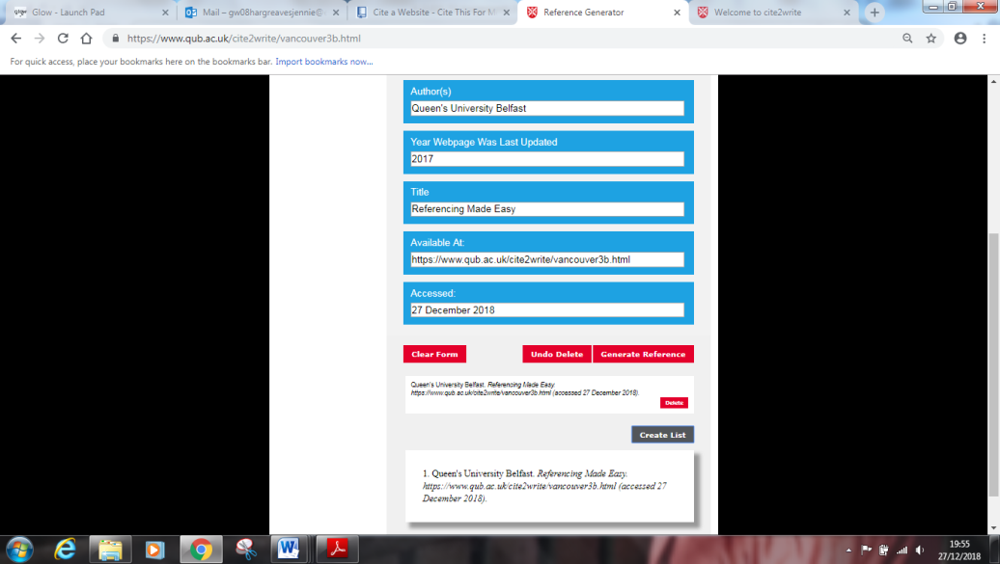 Glow - Launch Pad
Mail – gw08hargreavesjennie@
Cite a Website - Cite This For M
Reference Generator
Welcome to cite2write
https://www.qub.ac.uk/cite2write/vancouver3b.html
For quick access, place your bookmarks here on the bookmarks bar. Import bookmarks now...
Author(s)
Queen's University Belfast
Year Webpage Was Last Updated
2017
Title
Referencing Made Easy
Available At:
https://www.qub.ac.uk/cite2write/vancouver3b.html
Accessed:
27 December 2018
Clear Form Undo Delete Generate Reference
Queen's University Belfast. Referencing Made Easy.
https://www.qub.ac.uk/cite2write/vancouver3b.html (accessed 27 December 2018).
Delete
Create List
1. Queen's University Belfast. Referencing Made Easy.
https://www.qub.ac.uk/cite2write/vancouver3b.html (accessed 27
December 2018).
19:55
27/12/2018